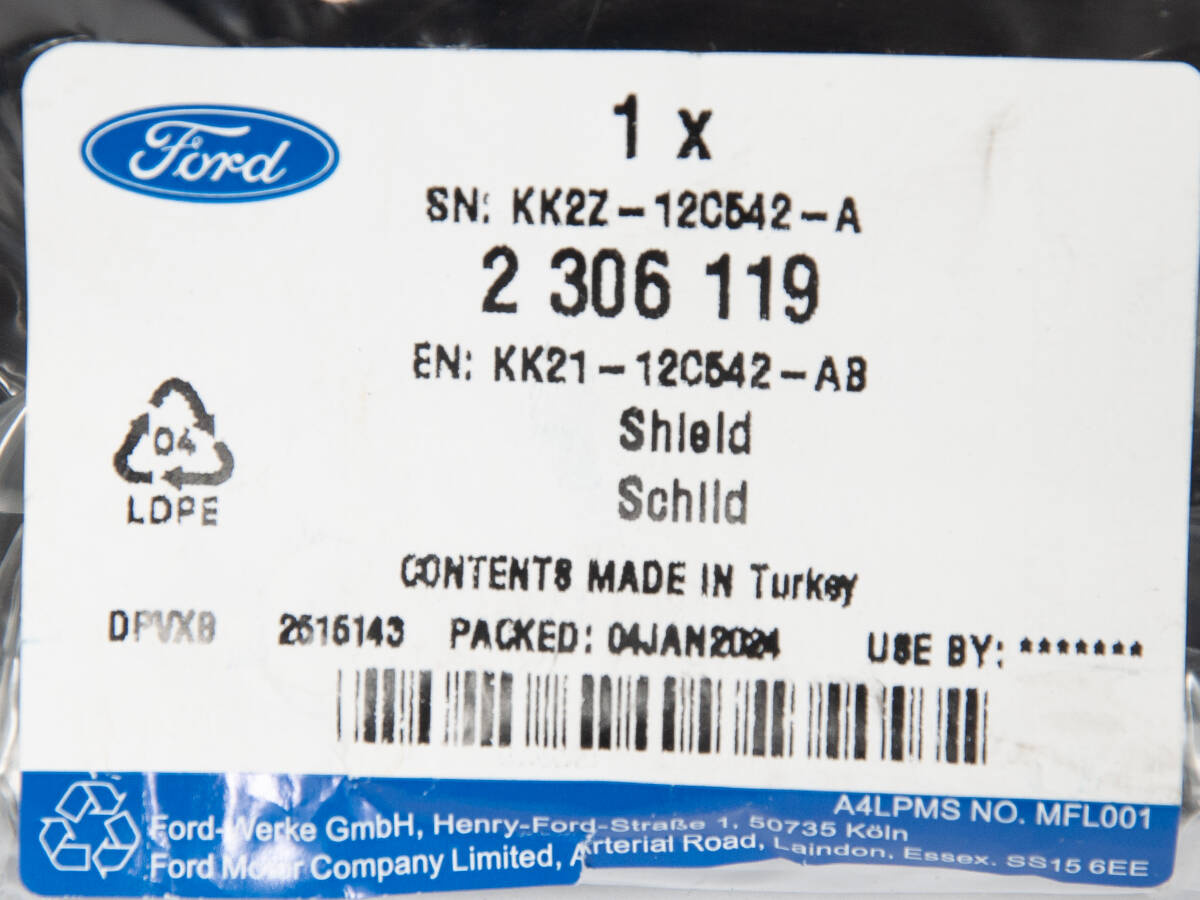 Ford
1 x
SN: KK2Z-12C542-A
2 306 119
EN: KK21-12C542-AB
04
LDPE
Shield
Schild
CONTENTS MADE IN Turkey
DPVXB 2515143 PACKED: 04JAN2024 USE BY: *******
A4LPMS NO. MFL001
Ford-Werke GmbH, Henry-Ford-Straße 1, 50735 Köln
Ford Motor Company Limited, Arterial Road, Laindon, Essex. SS15 6EE